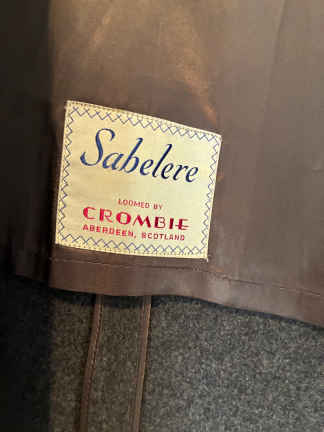 Sabelere
LOOMED BY
CROMBIE
ABERDEEN, SCOTLAND